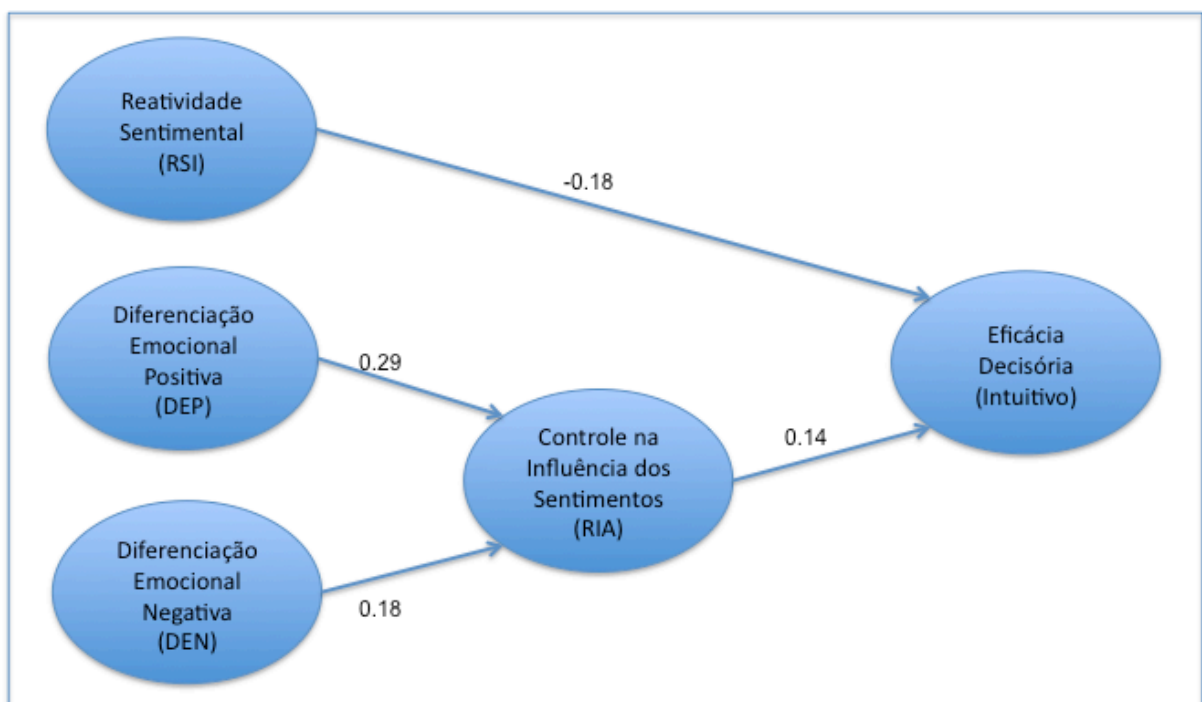 Reatividade
Sentimental
(RSI)
-0.18
Diferenciação
Emocional
Positiva
(DEP)
0.29
Eficácia
Decisória
(Intuitivo)
Controle na
Influência dos
Sentimentos
(RIA)
0.14
Diferenciação
Emocional
Negativa
(DEN)
0.18